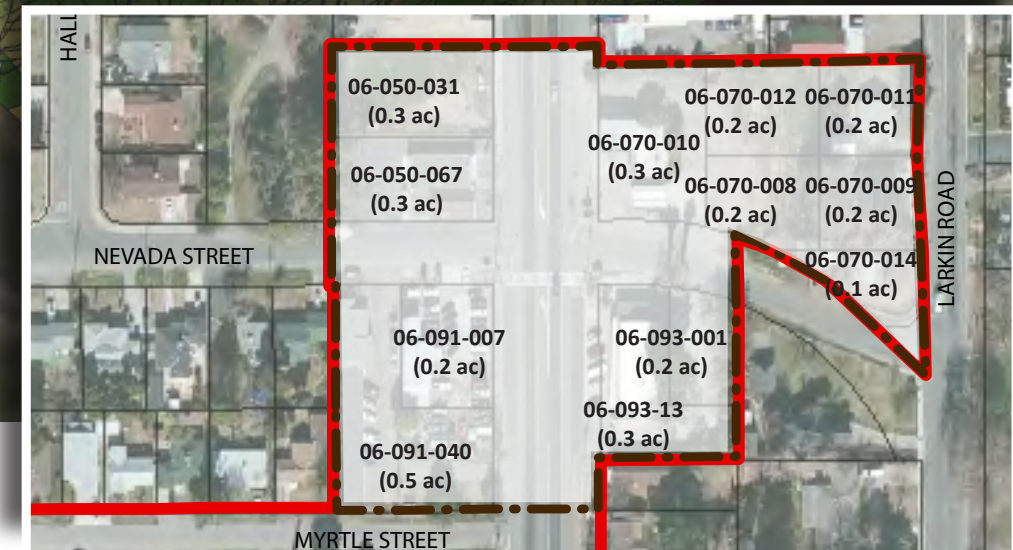 HALL
06-050-031
(0.3 ac)
06-050-067
(0.3 ac)
06-070-012
(0.2 ac)
06-070-011
(0.2 ac)
06-070-010
(0.3 ac)
06-070-008
(0.2 ac)
06-070-009
(0.2 ac)
06-070-014
(0.1 ac)
NEVADA STREET
LARKIN ROAD
06-091-007
(0.2 ac)
06-093-001
(0.2 ac)
06-093-13
(0.3 ac)
06-091-040
(0.5 ac)
MYRTLE STREET